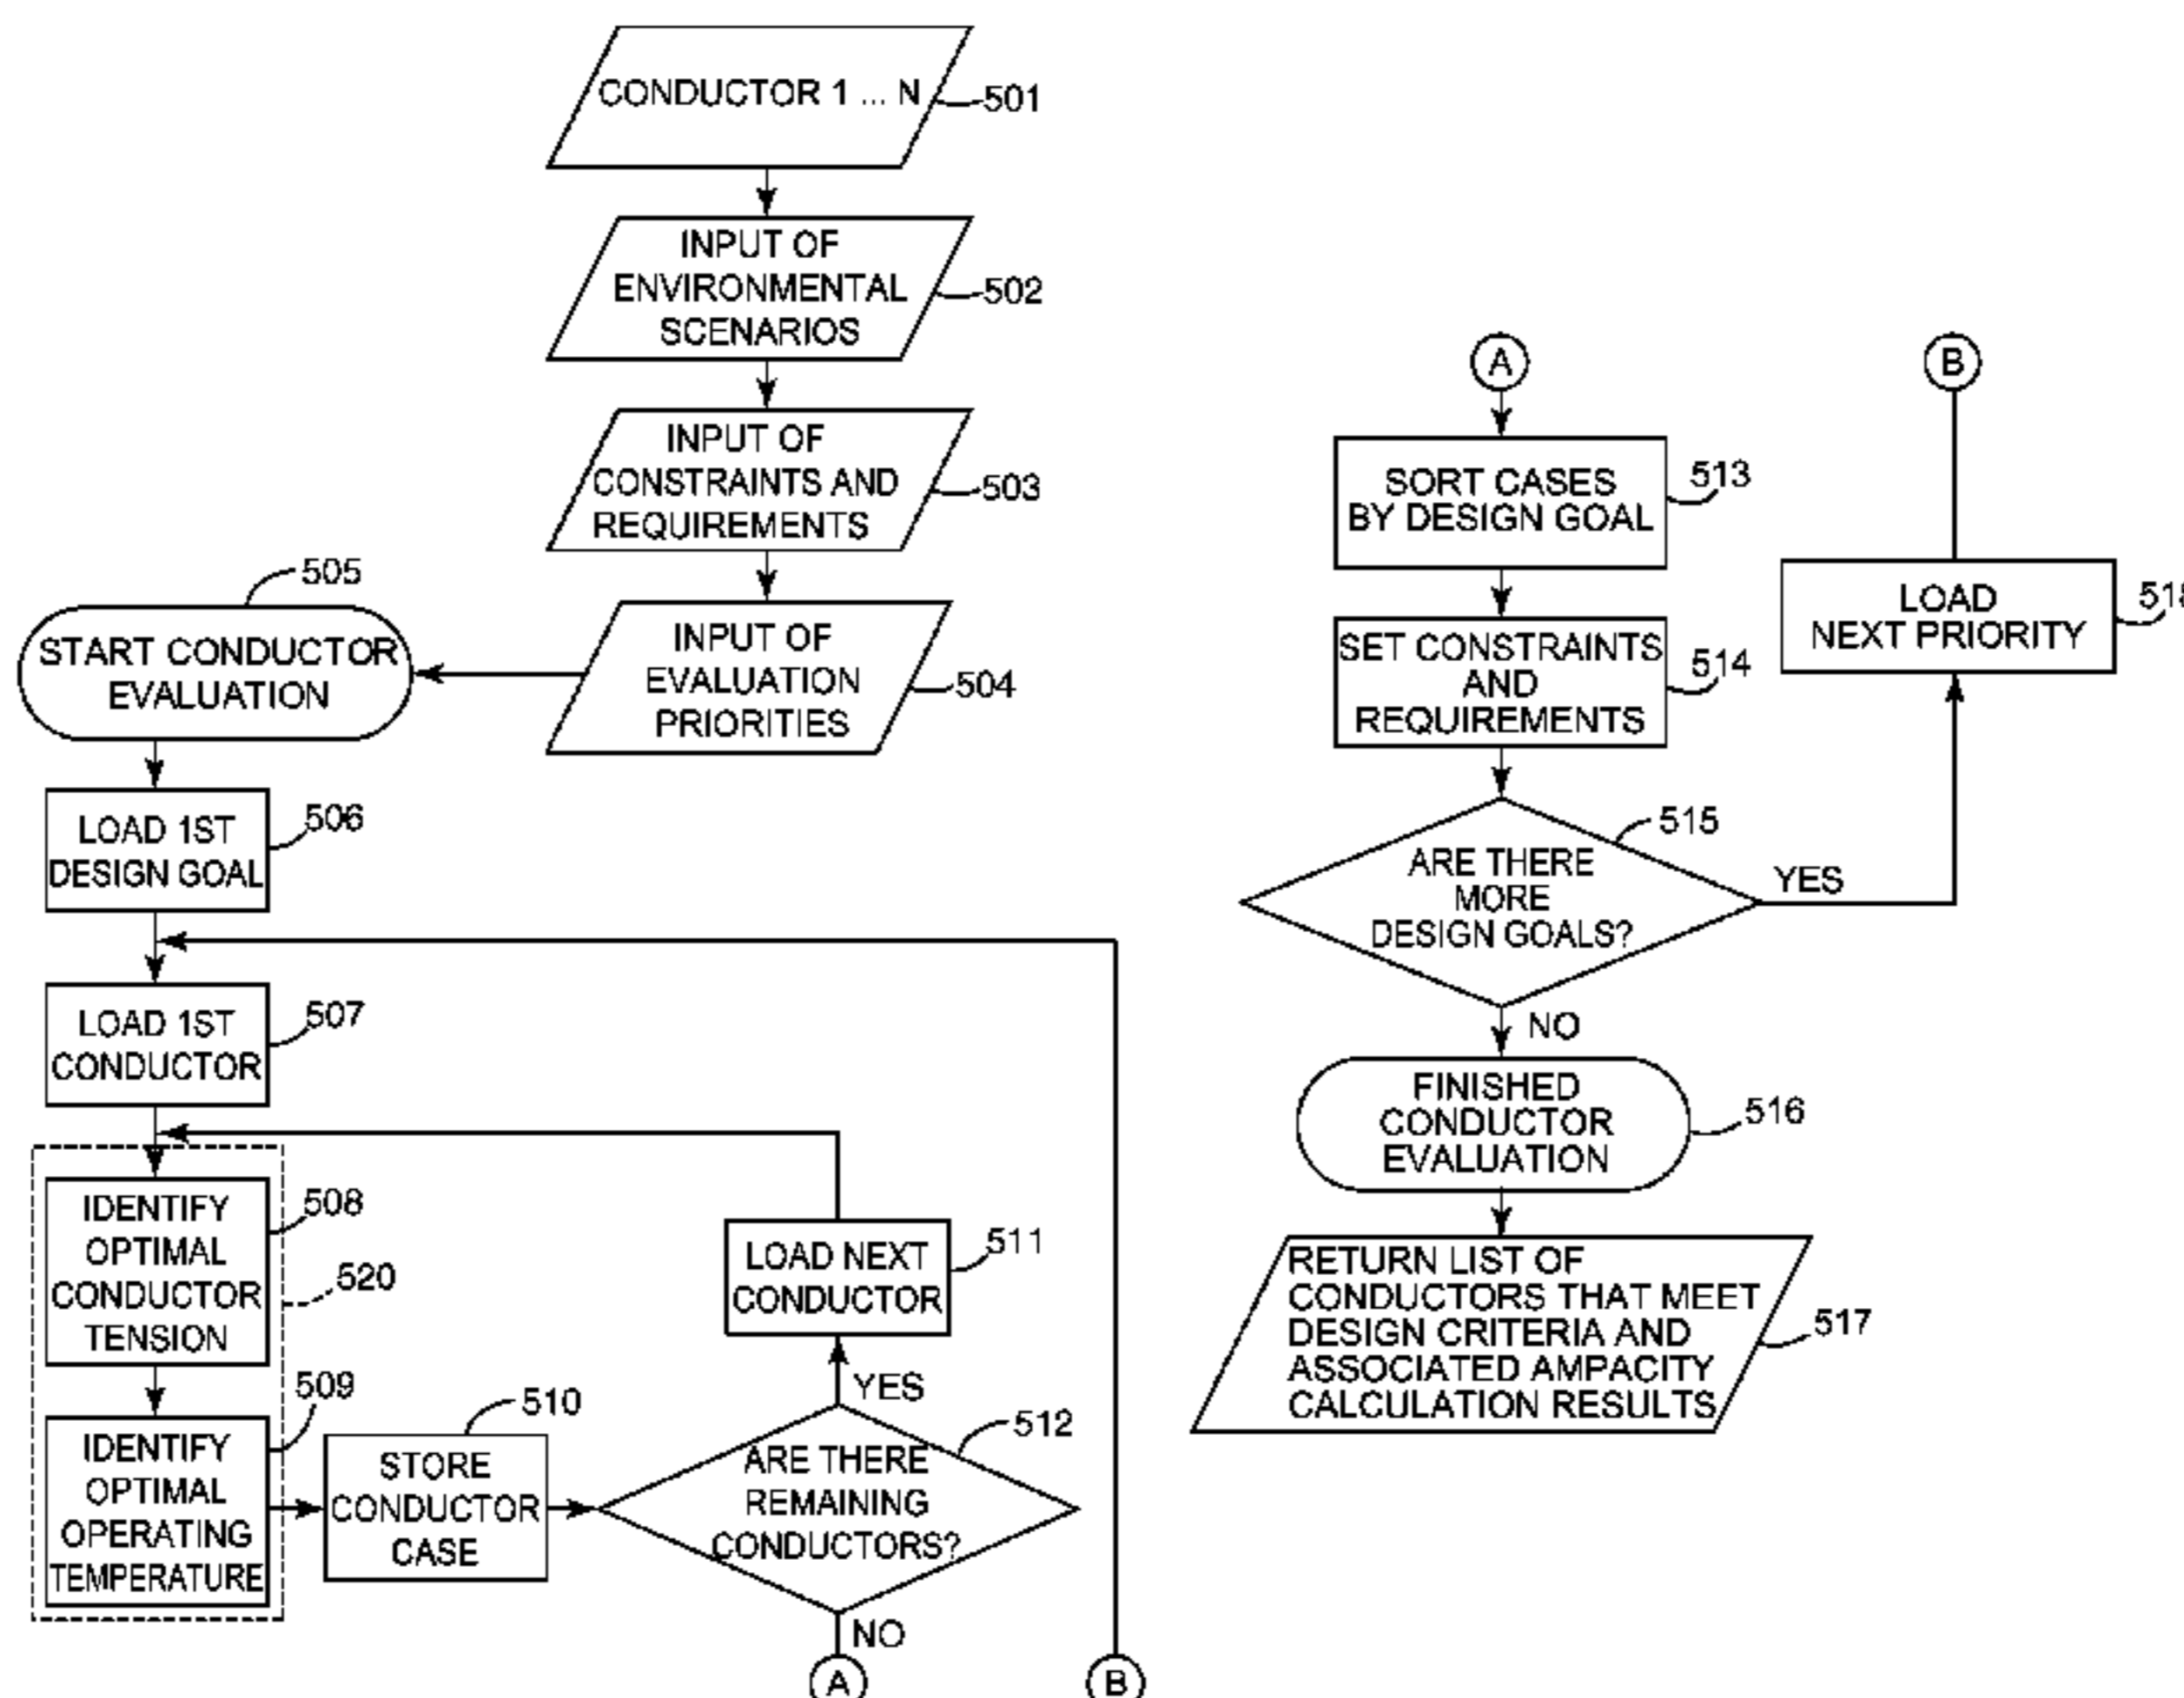 CONDUCTOR 1 ... N
501
INPUT OF
ENVIRONMENTAL
SCENARIOS
502
INPUT OF
CONSTRAINTS AND
REQUIREMENTS
503
INPUT OF
EVALUATION
PRIORITIES
504
505
START CONDUCTOR
EVALUATION
LOAD 1ST
DESIGN GOAL
506
LOAD 1ST
CONDUCTOR
507
IDENTIFY
OPTIMAL
CONDUCTOR
TENSION
508
520
IDENTIFY
OPTIMAL
OPERATING
TEMPERATURE
509
STORE
CONDUCTOR
CASE
510
LOAD NEXT
CONDUCTOR
511
YES
ARE THERE
REMAINING
CONDUCTORS?
512
NO
A
B
A
SORT CASES
BY DESIGN GOAL
513
SET CONSTRAINTS
AND
REQUIREMENTS
514
ARE THERE
MORE
DESIGN GOALS?
515
YES
B
LOAD
NEXT PRIORITY
NO
FINISHED
CONDUCTOR
EVALUATION
516
RETURN LIST OF
CONDUCTORS THAT MEET
DESIGN CRITERIA AND
ASSOCIATED AMPACITY
CALCULATION RESULTS
517